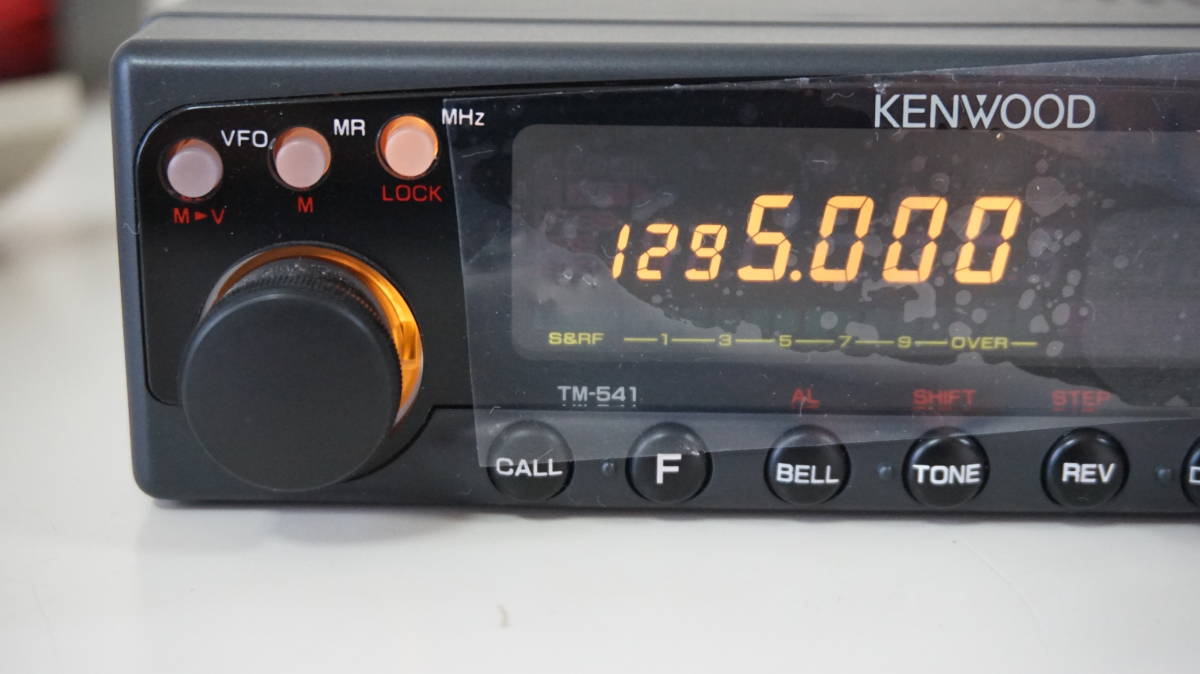 KENWOOD
VFO MR MHz
M►V M LOCK
1295.000
S&RF 1 3 5 7 9 OVER
TM-541
AL SHIFT STEP
CALL F BELL TONE REV